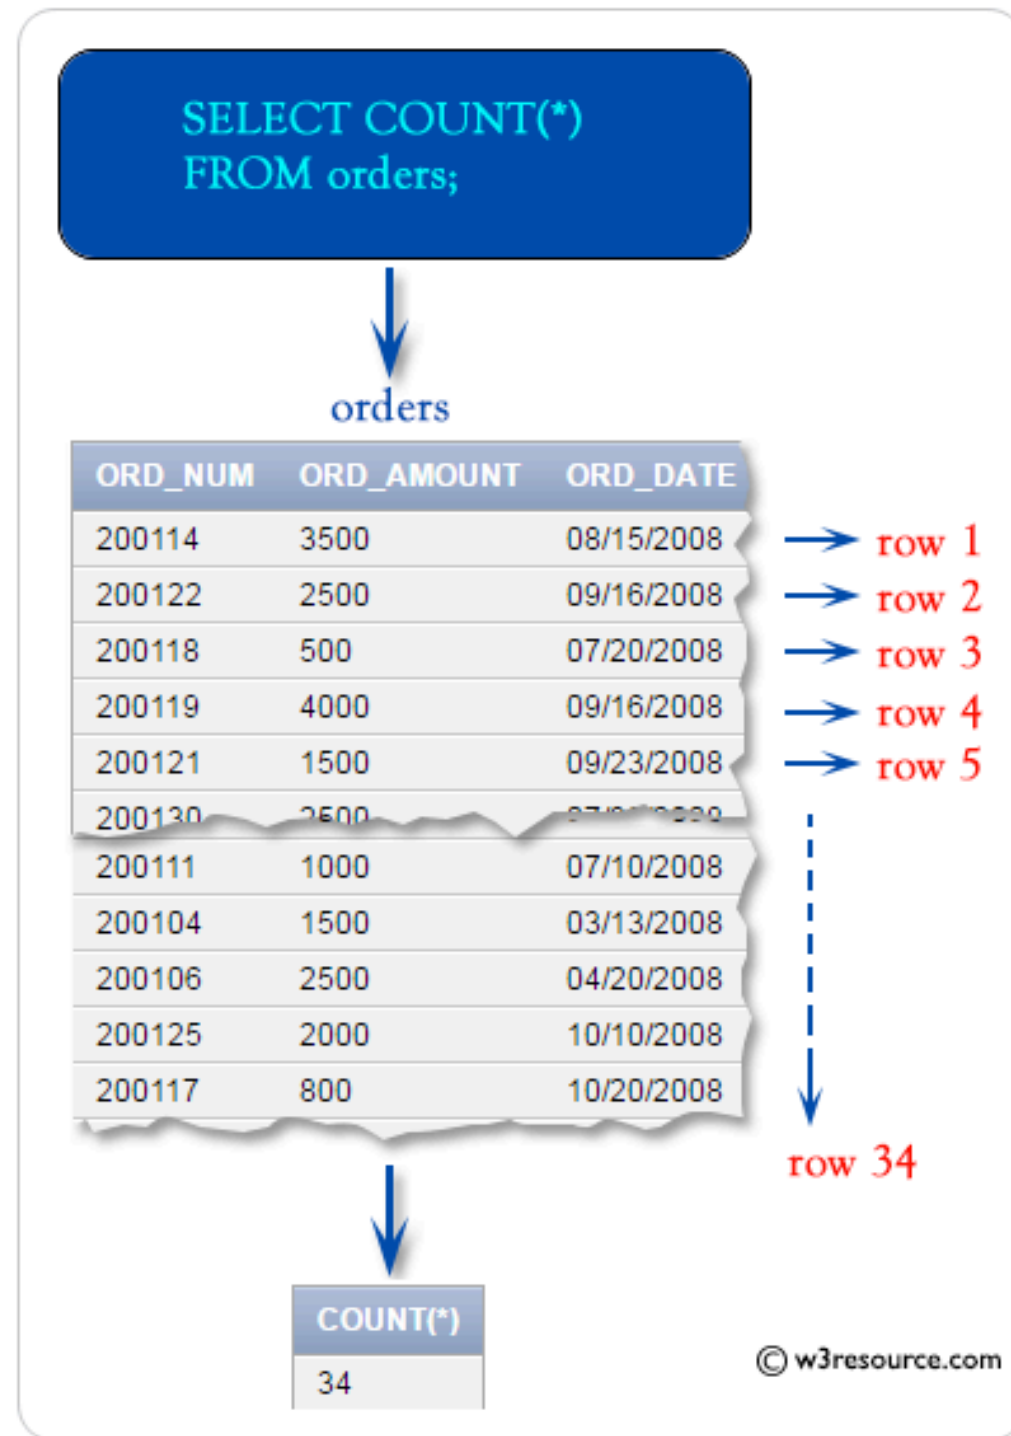 SELECT COUNT(*)
FROM orders;
orders
ORD_NUM ORD_AMOUNT ORD_DATE
200114 3500 08/15/2008 row 1
200122 2500 09/16/2008 row 2
200118 500 07/20/2008 row 3
200119 4000 09/16/2008 row 4
200121 1500 09/23/2008 row 5
200130 2500
200111 1000 07/10/2008
200104 1500 03/13/2008
200106 2500 04/20/2008
200125 2000 10/10/2008
200117 800 10/20/2008
row 34
COUNT(*)
34
© w3resource.com